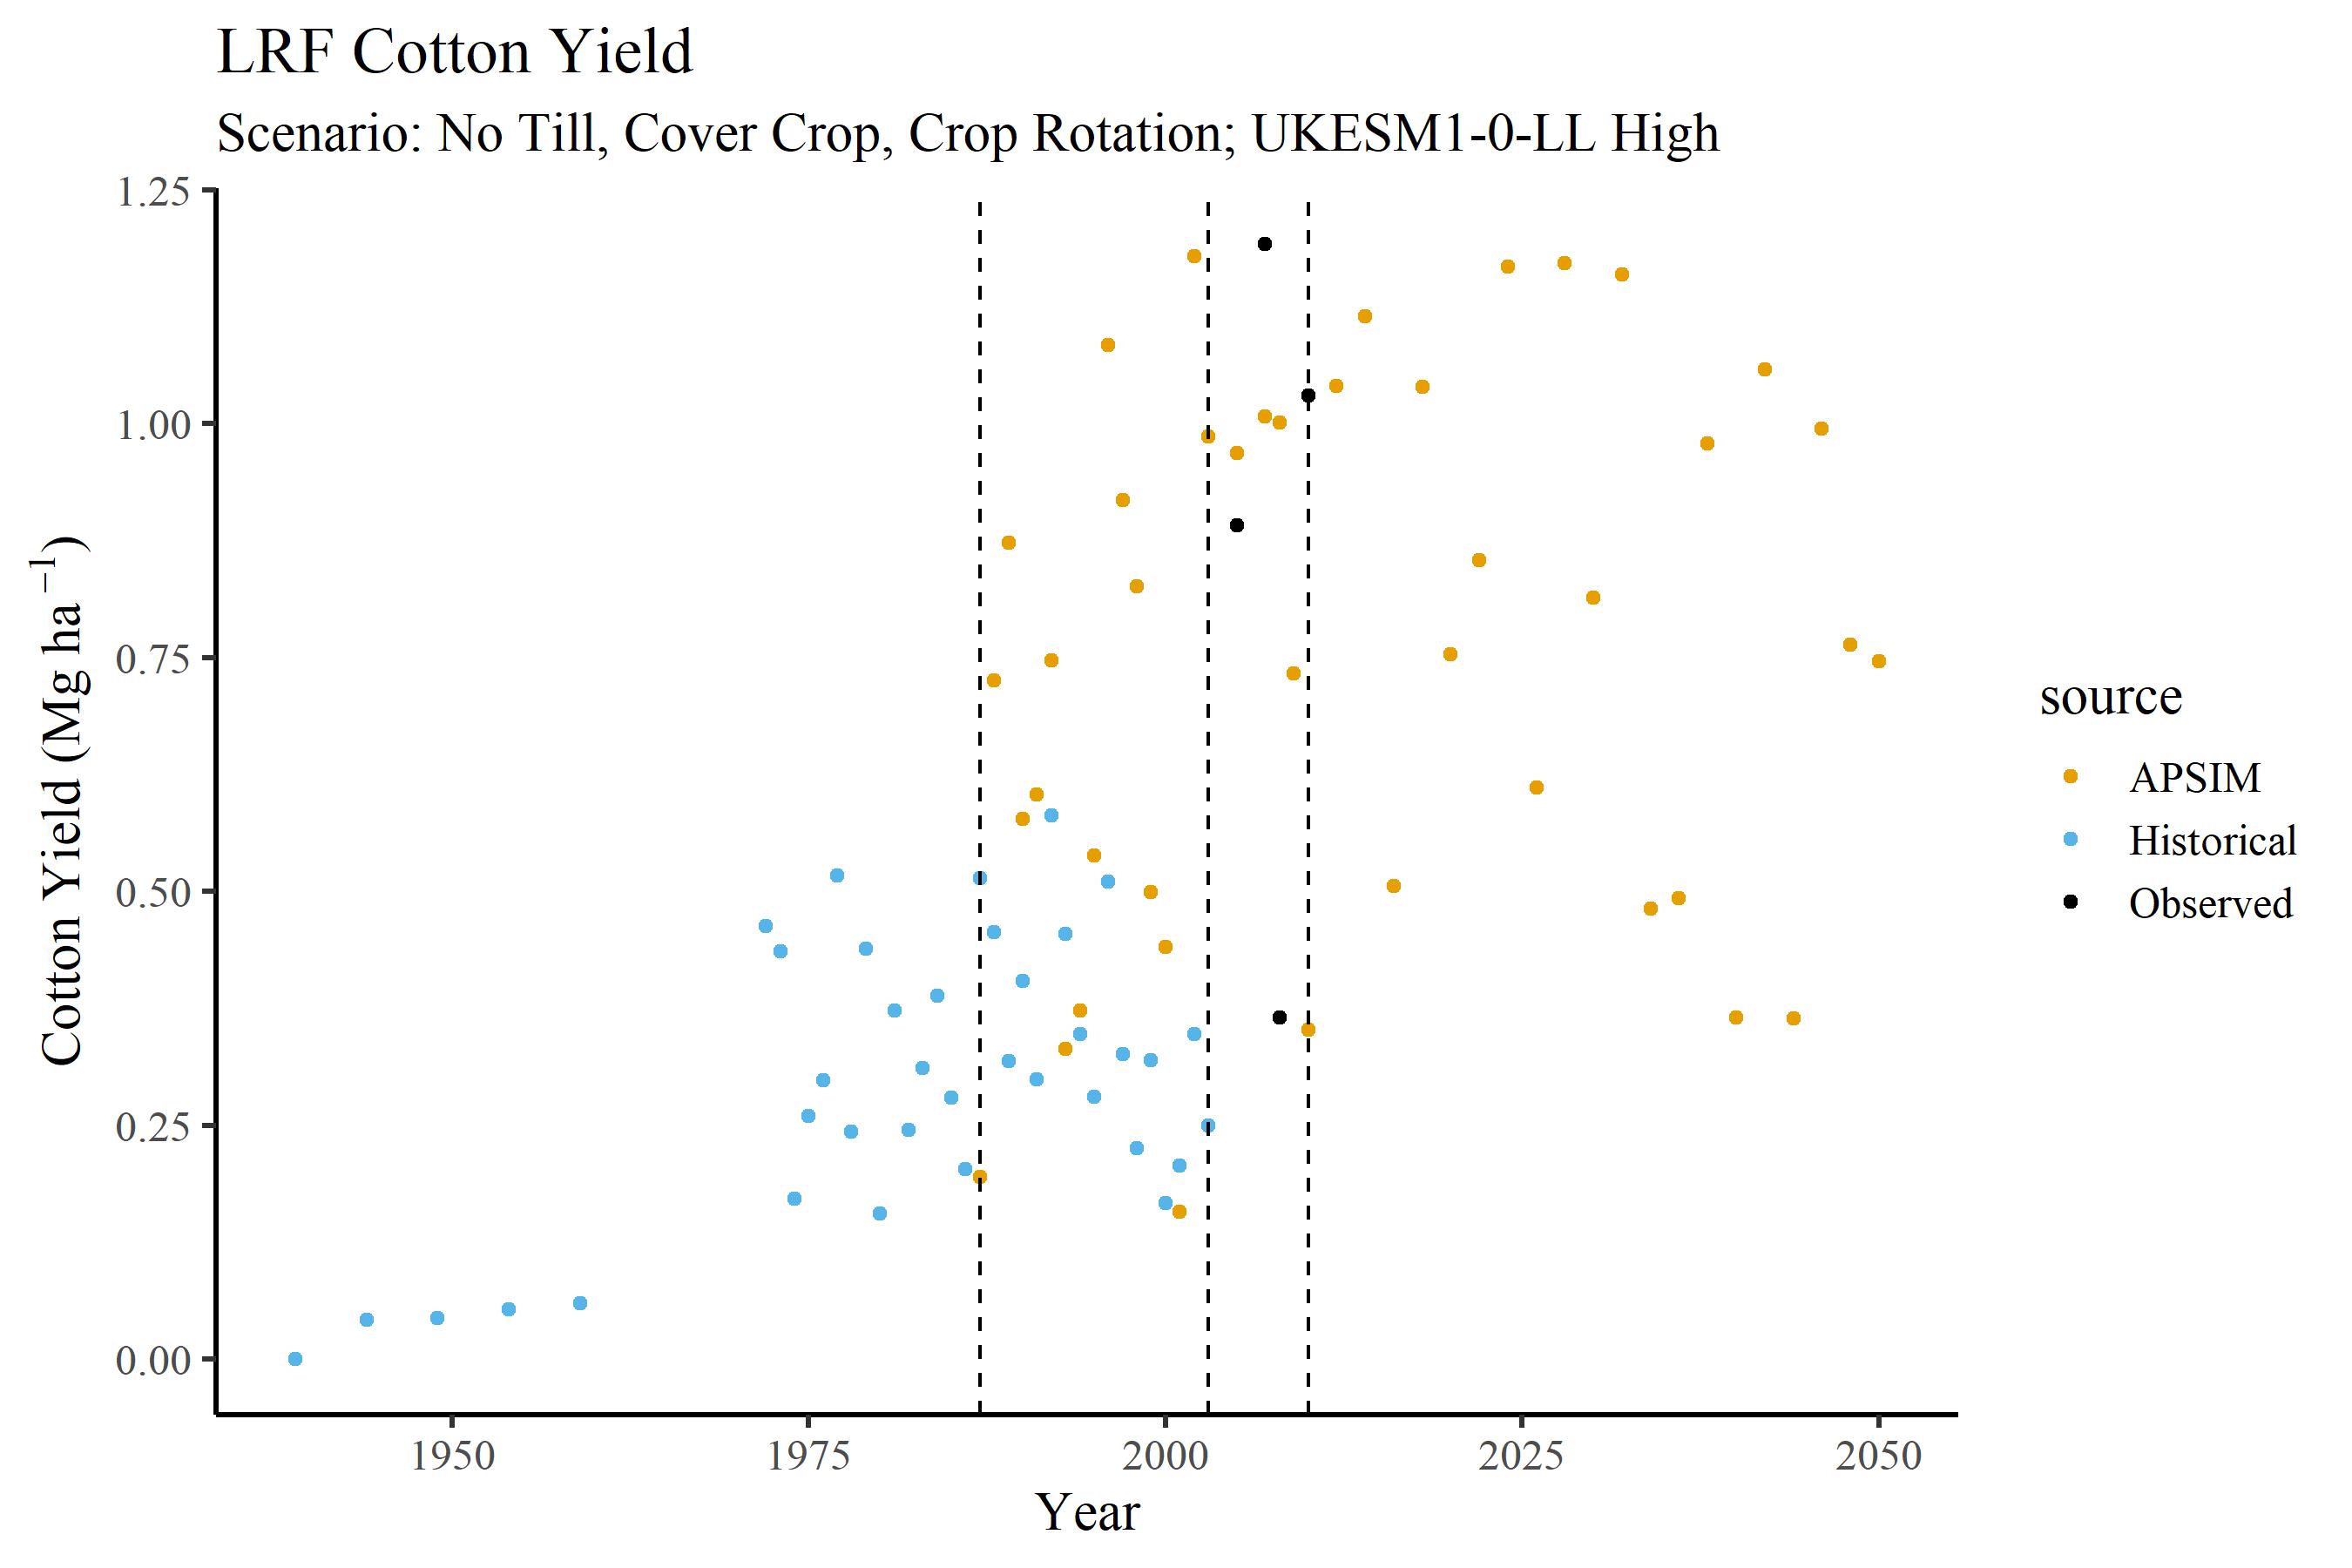 LRF Cotton Yield
Scenario: No Till, Cover Crop, Crop Rotation; UKESM1-0-LL High
1.25
1.00
0.75
0.50
0.25
0.00
Cotton Yield (Mg ha⁻¹)
1950 1975 2000 2025 2050
Year
source
APSIM
Historical
Observed